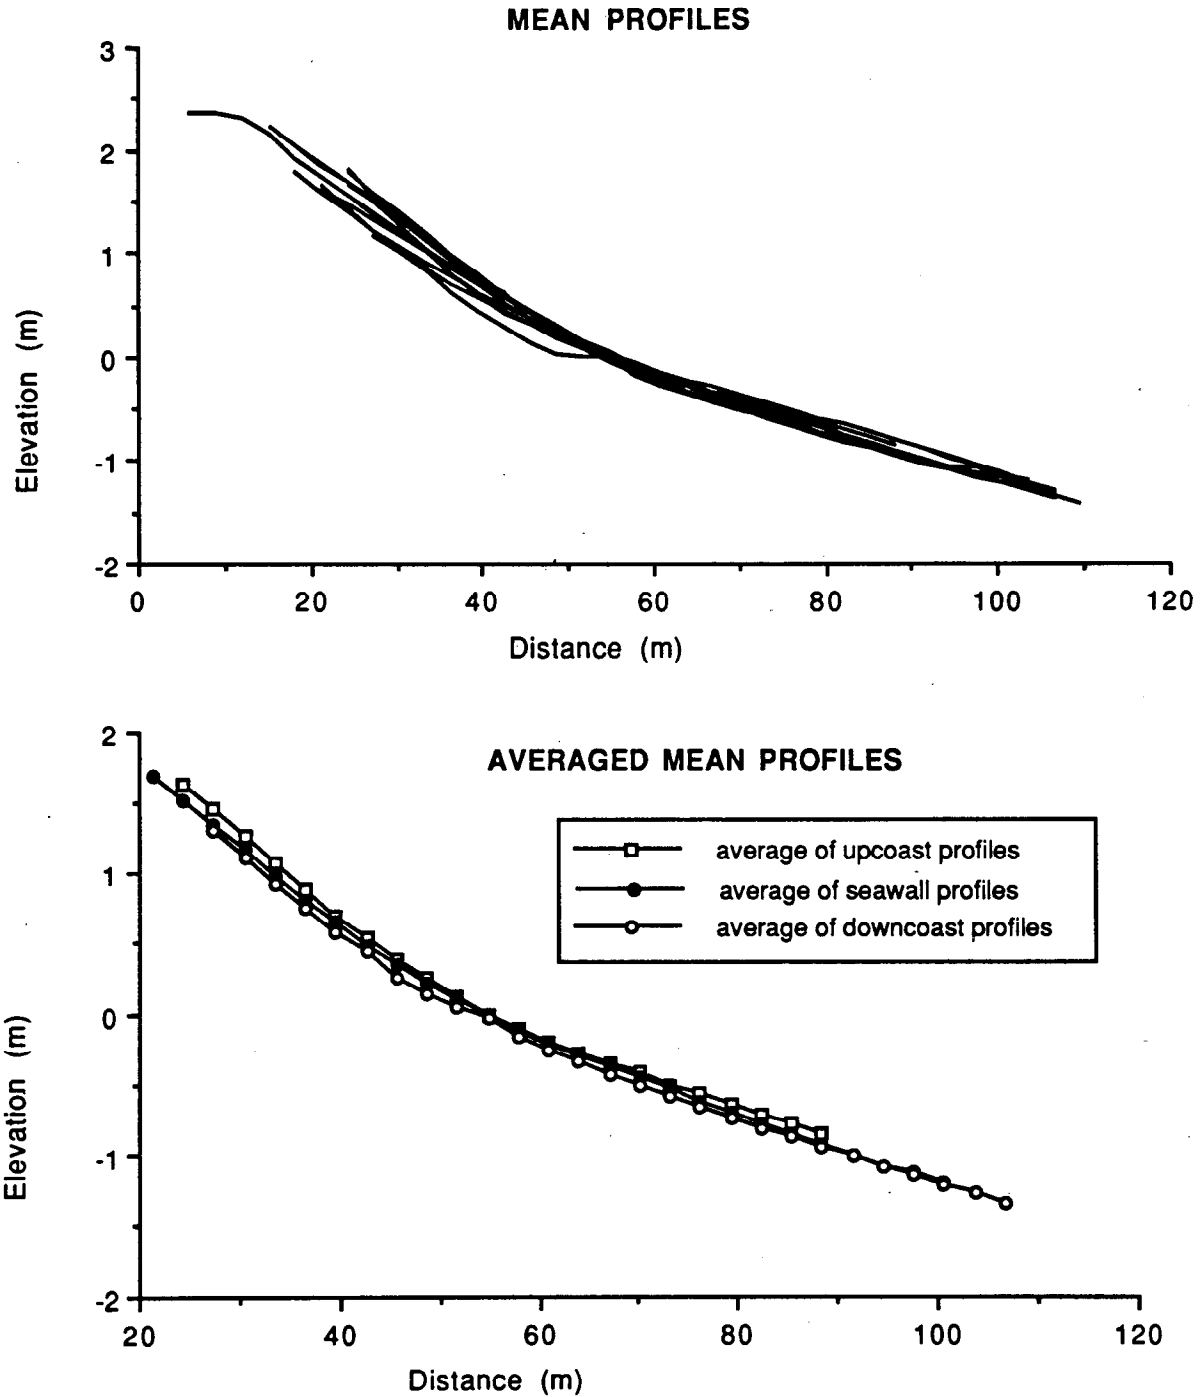 MEAN PROFILES
3
2
1
0
-1
-2
0 20 40 60 80 100 120
Elevation (m)
Distance (m)
AVERAGED MEAN PROFILES
average of upcoast profiles
average of seawall profiles
average of downcoast profiles
2
1
0
-1
-2
20 40 60 80 100 120
Elevation (m)
Distance (m)